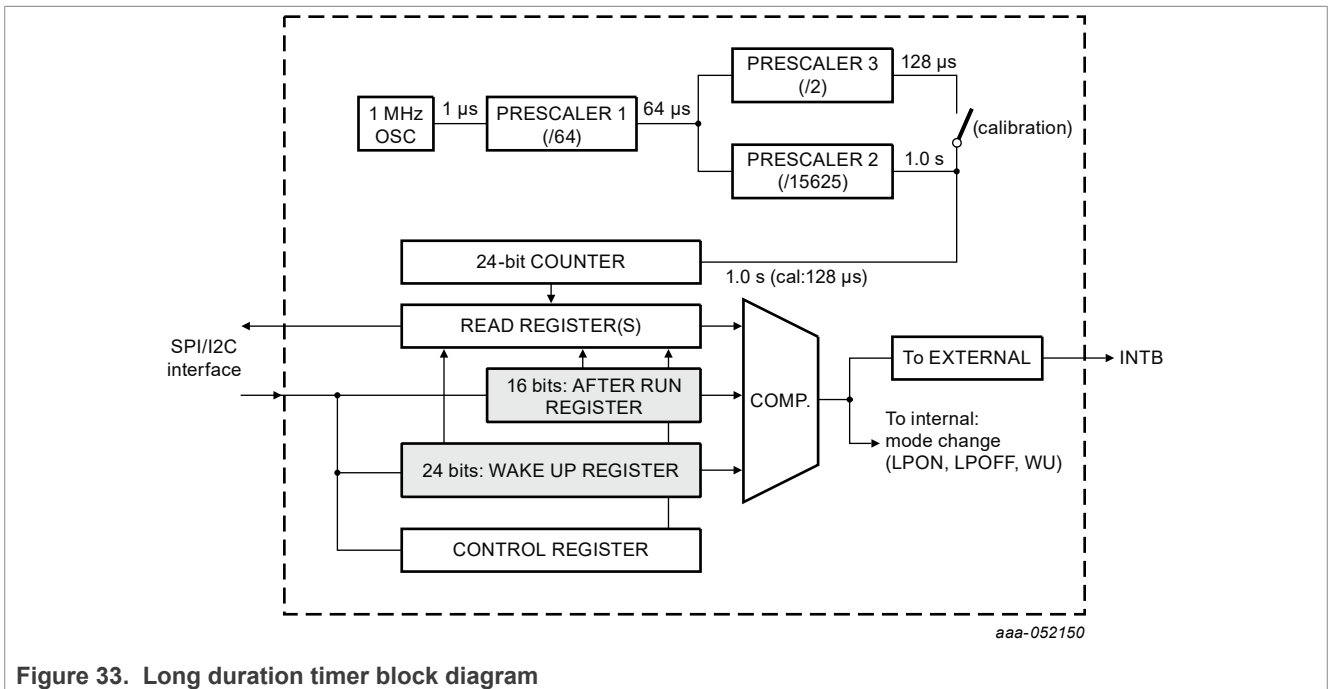 PRESCALER 3
(/2)
128 µs
1 MHz
OSC
1 µs
PRESCALER 1
(/64)
64 µs
(calibration)
PRESCALER 2
(/15625)
1.0 s
24-bit COUNTER
1.0 s (cal:128 µs)
READ REGISTER(S)
SPI/I2C
interface
16 bits: AFTER RUN
REGISTER
COMP.
To EXTERNAL
INTB
To internal:
mode change
(LPON, LPOFF, WU)
24 bits: WAKE UP REGISTER
CONTROL REGISTER
aaa-052150
Figure 33. Long duration timer block diagram